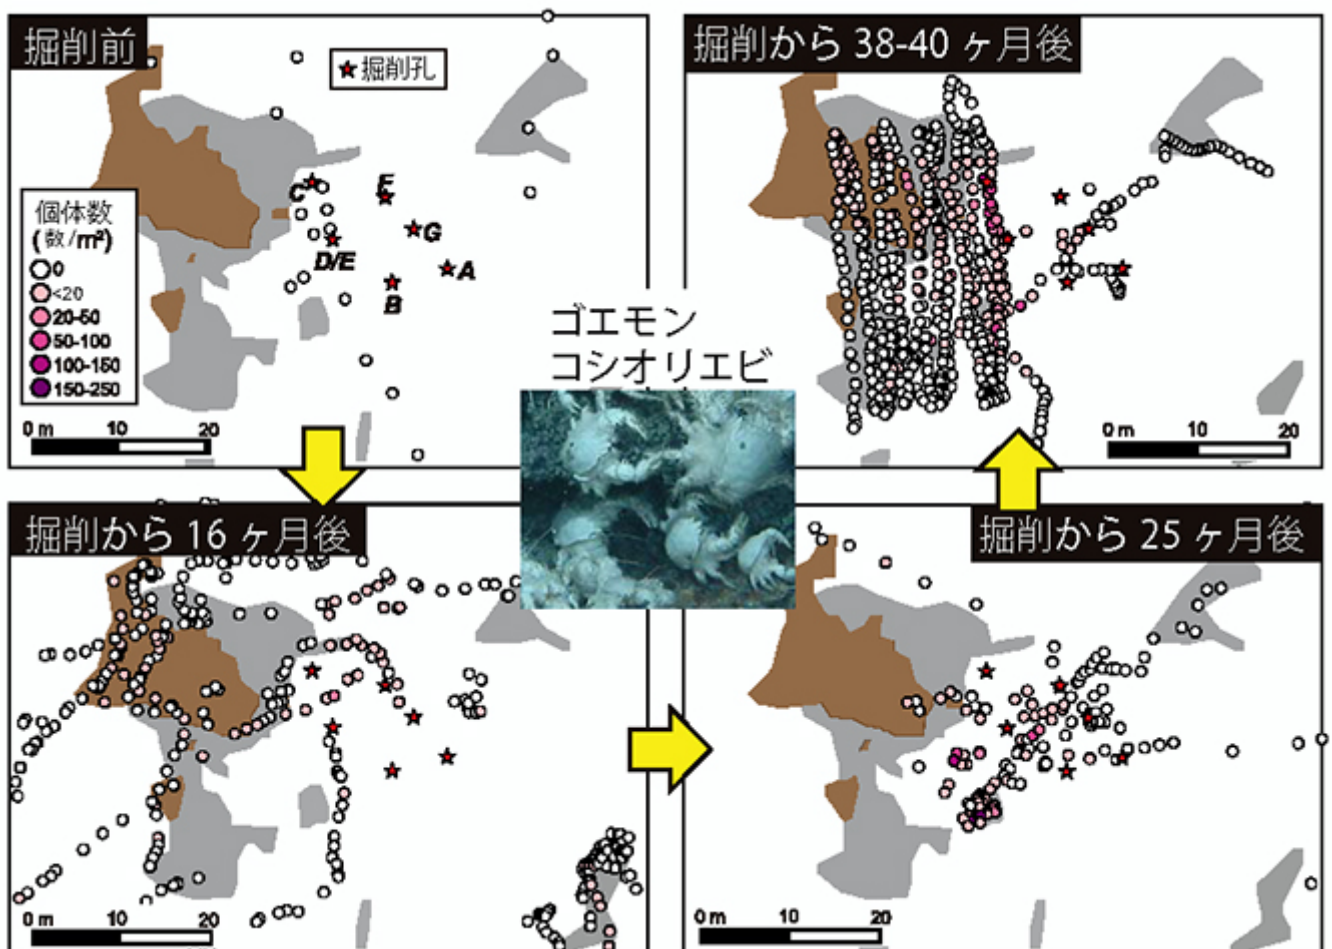 掘削前
★掘削孔
C
F
G
D/E
A
B
個体数
(数/m²)
0
<20
20-50
50-100
100-150
150-250
0 m 10 20
掘削から 38-40 ヶ月後
0 m 10 20
ゴエモン
コシオリエビ
掘削から 16 ヶ月後
0 m 10 20
掘削から 25 ヶ月後
0 m 10 20